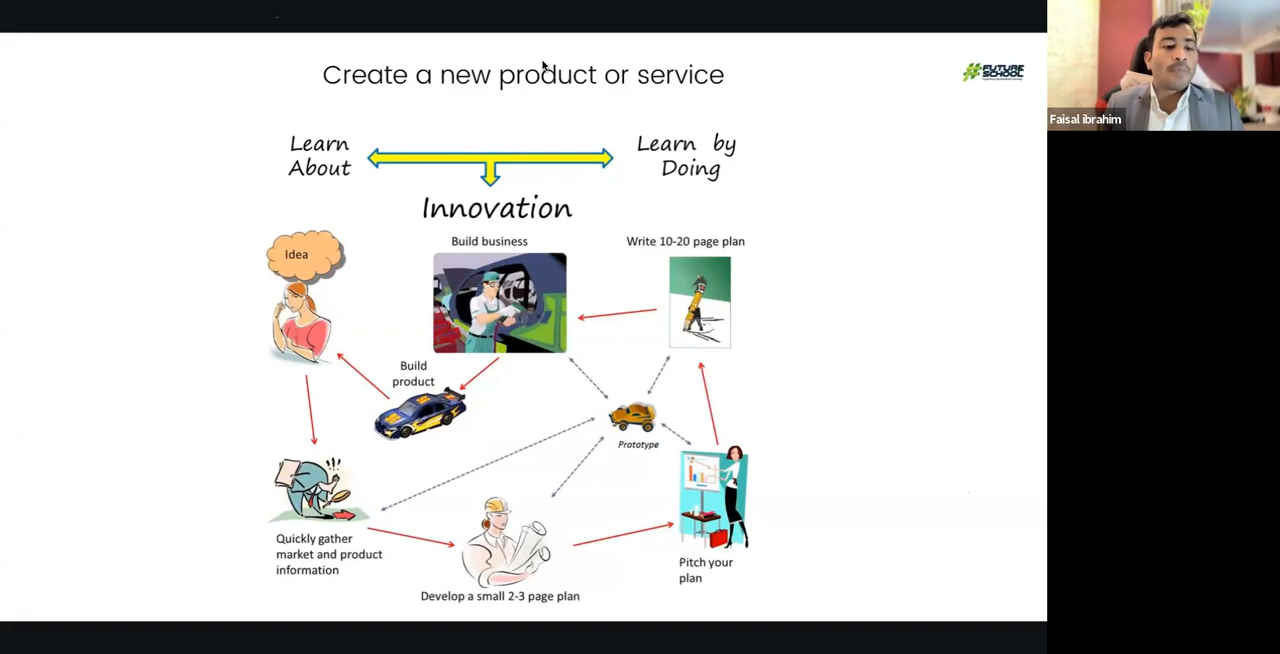 Create a new product or service
FUTURE
SCHOOL
Faisal ibrahim
Learn
About
Learn by
Doing
Innovation
Idea
Build business
Write 10-20 page plan
Build
product
Prototype
Quickly gather
market and product
information
Develop a small 2-3 page plan
Pitch your
plan